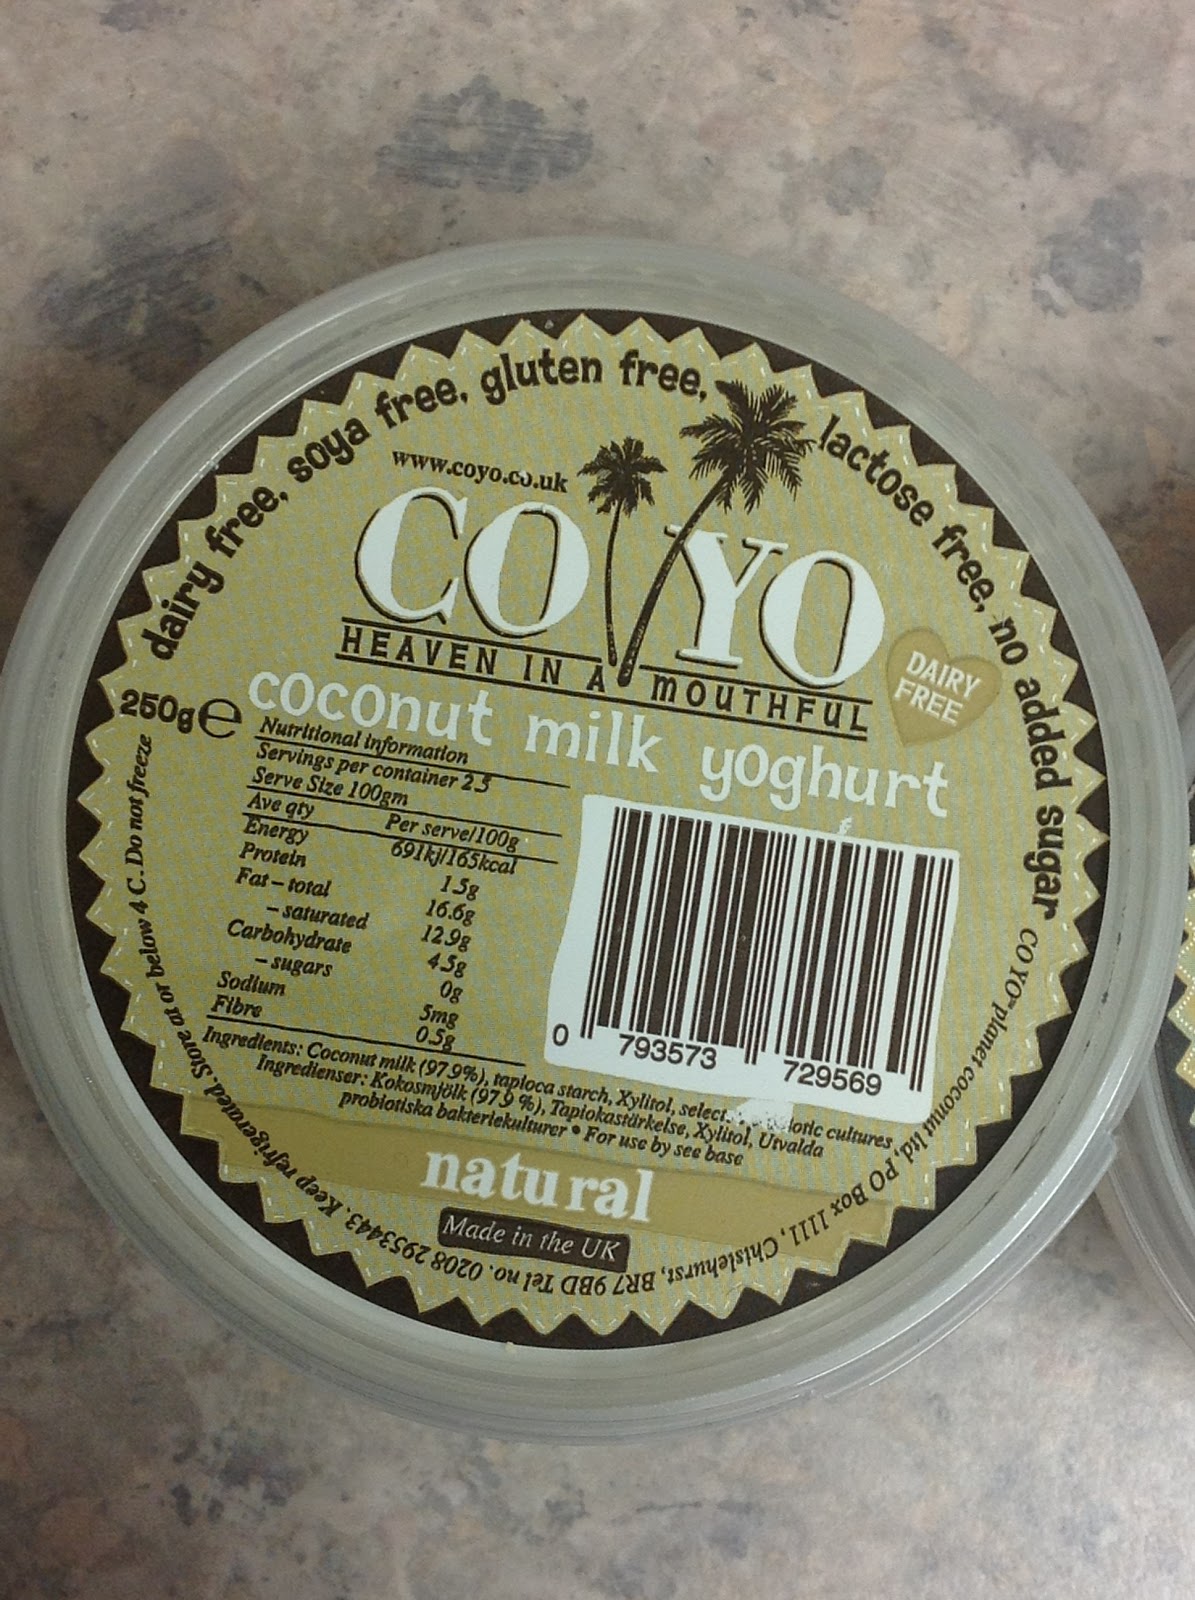 dairy free, soya free, gluten free, lactose free, no added sugar
www.coyo.co.uk
CO YO
HEAVEN IN A MOUTHFUL
DAIRY
FREE
250g e
coconut milk yoghurt
Nutritional information
Servings per container 2.5
Serve Size 100gm
Ave qty Per serve/100g
Energy 691kj/165kcal
Protein 1.5g
Fat – total 16.6g
– saturated 12.9g
Carbohydrate 4.5g
– sugars 0g
Sodium 5mg
Fibre 0.5g
0 793573 729569
Ingredients: Coconut milk (97.9%), tapioca starch, Xylitol, select cultures,
Ingredienser: Kokosmjölk (97,9 %), Tapiokastärkelse, Xylitol, Utvalda
probiotiska bakteriekulturer • For use by see base
natural
Made in the UK
CO YO planet coconut ltd, PO Box 1111, Chislehurst, BR7 9BD Tel no. 0208 2953443. Keep refrigerated. Store at or below 4 C. Do not freeze